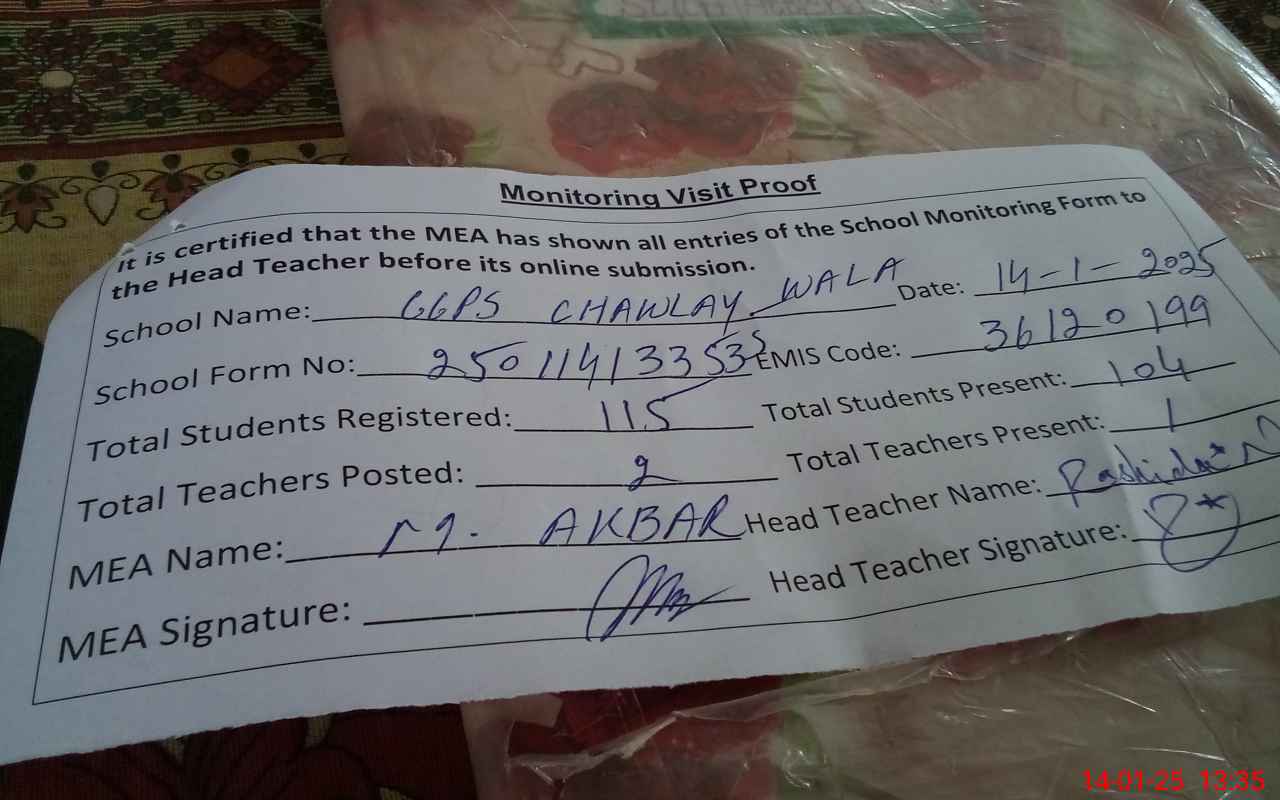 Monitoring Visit Proof
It is certified that the MEA has shown all entries of the School Monitoring Form to
the Head Teacher before its online submission.
School Name: GGPS CHAWLAY WALA Date: 14-1-2025
School Form No: EMIS Code: 36120199
Total Students Registered: 115 Total Students Present: 104
Total Teachers Posted: 2 Total Teachers Present: 1
MEA Name: M. AKBAR Head Teacher Name: Rashida
MEA Signature: Head Teacher Signature:
14-01-25 13:35